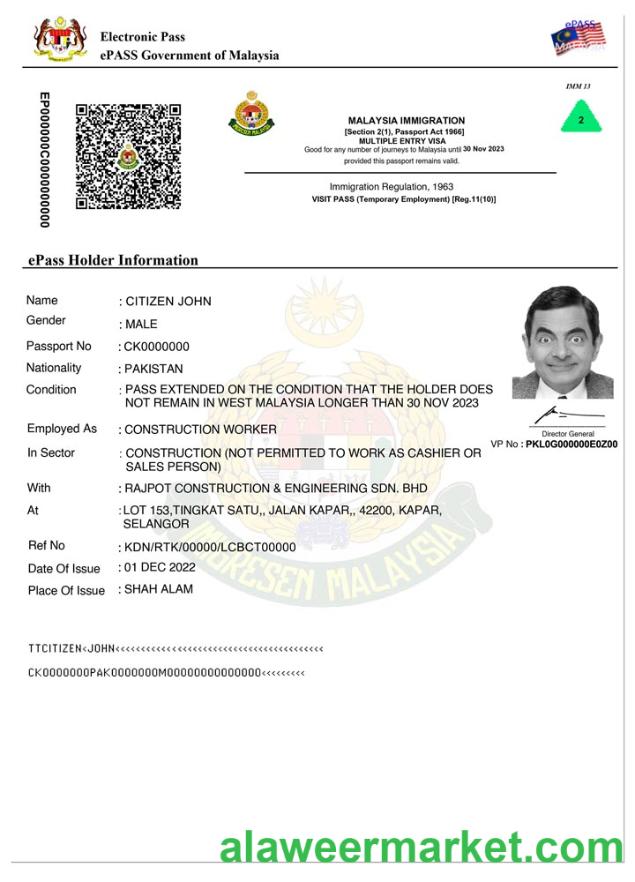 Electronic Pass
ePASS Government of Malaysia
ePASS
MALAYSIA
IMM 13
2
EP000000C00000000000
MALAYSIA IMMIGRATION
[Section 2(1), Passport Act 1966]
MULTIPLE ENTRY VISA
Good for any number of journeys to Malaysia until 30 Nov 2023
provided this passport remains valid.
Immigration Regulation, 1963
VISIT PASS (Temporary Employment) [Reg.11(10)]
ePass Holder Information
Name : CITIZEN JOHN
Gender : MALE
Passport No : CK0000000
Nationality : PAKISTAN
Condition : PASS EXTENDED ON THE CONDITION THAT THE HOLDER DOES
NOT REMAIN IN WEST MALAYSIA LONGER THAN 30 NOV 2023
Employed As : CONSTRUCTION WORKER
Director General
VP No : PKL0G000000E0Z00
In Sector : CONSTRUCTION (NOT PERMITTED TO WORK AS CASHIER OR
SALES PERSON)
With : RAJPOT CONSTRUCTION & ENGINEERING SDN. BHD
At :LOT 153,TINGKAT SATU,, JALAN KAPAR,, 42200, KAPAR,
SELANGOR
Ref No : KDN/RTK/00000/LCBCT00000
Date Of Issue : 01 DEC 2022
Place Of Issue : SHAH ALAM
IMIGRESEN MALAYSIA
TTCITIZEN<JOHN<<<<<<<<<<<<<<<<<<<<<<<<<<<<<<<<<<<<<<<<<
CK0000000PAK0000000M00000000000000<<<<<<<<<
alaweermarket.com